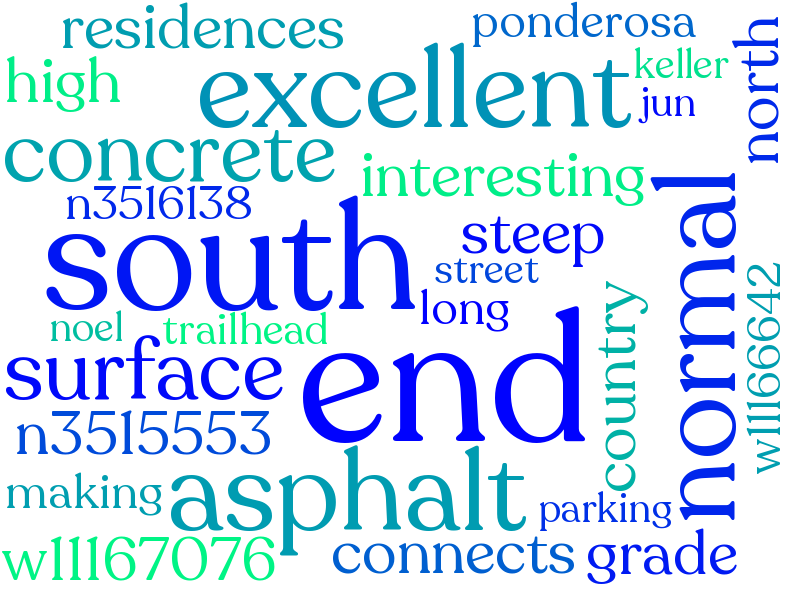 residences
ponderosa
high
excellent
keller
jun
north
concrete
interesting
n3516138
south
steep
normal
street
long
noel
trailhead
country
w11166642
surface
end
n3515553
making
asphalt
parking
w11167076
connects
grade